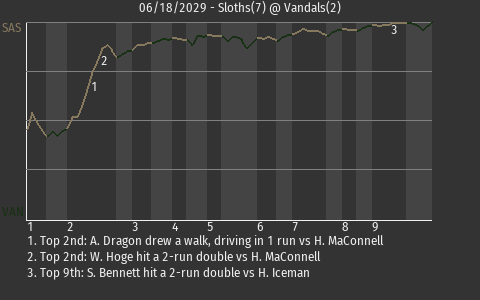 06/18/2029 - Sloths(7) @ Vandals(2)
SAS
3
2
1
VAN
1 2 3 4 5 6 7 8 9
1. Top 2nd: A. Dragon drew a walk, driving in 1 run vs H. MaConnell
2. Top 2nd: W. Hoge hit a 2-run double vs H. MaConnell
3. Top 9th: S. Bennett hit a 2-run double vs H. Iceman